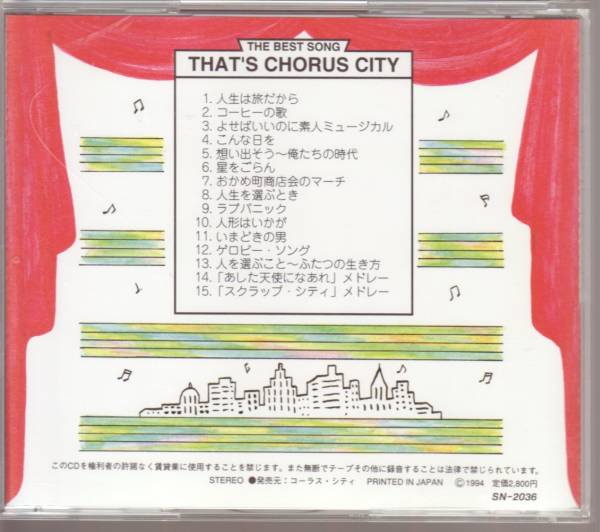 THE BEST SONG
THAT'S CHORUS CITY
1. 人生は旅だから
2. コーヒーの歌
3. よせばいいのに素人ミュージカル
4. こんな日を
5. 想い出そう〜俺たちの時代
6. 星をごらん
7. おかめ町商店会のマーチ
8. 人生を選ぶとき
9. ラブパニック
10. 人形はいかが
11. いまどきの男
12. ゲロピー・ソング
13. 人を選ぶこと〜ふたつの生き方
14. 「あした天使になあれ」メドレー
15. 「スクラップ・シティ」メドレー
このCDを権利者の許諾なく賃貸業に使用することを禁じます。また無断でテープその他に録音することは法律で禁じられています。
STEREO ●発売元:コーラス・シティ PRINTED IN JAPAN Ⓒ1994 定価2,800円
SN-2036